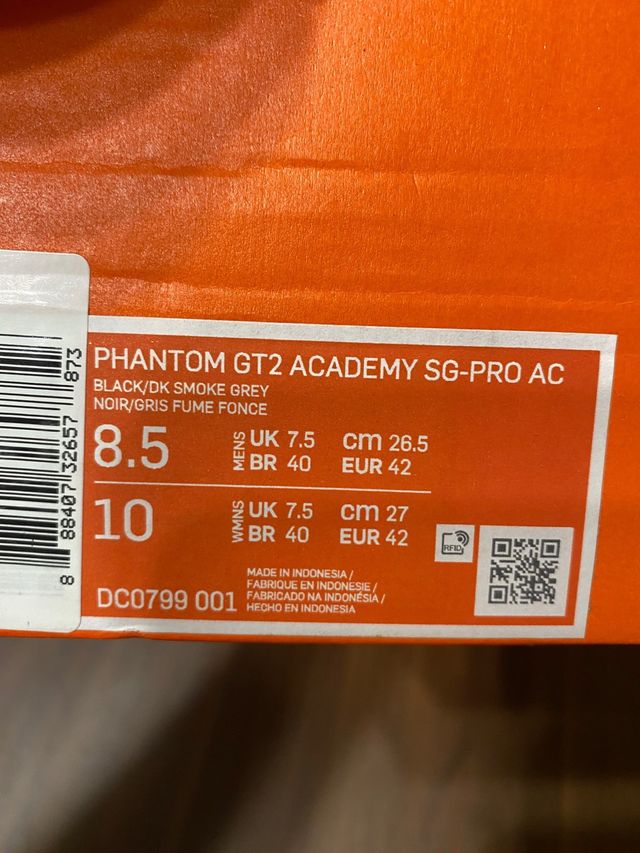 PHANTOM GT2 ACADEMY SG-PRO AC
BLACK/DK SMOKE GREY
NOIR/GRIS FUME FONCE
8.5 MENS UK 7.5 cm 26.5
BR 40 EUR 42
10 WMNS UK 7.5 cm 27
BR 40 EUR 42
RFID
DC0799 001
MADE IN INDONESIA /
FABRIQUE EN INDONESIE /
FABRICADO NA INDONÉSIA /
HECHO EN INDONESIA
8 88407 32657 873